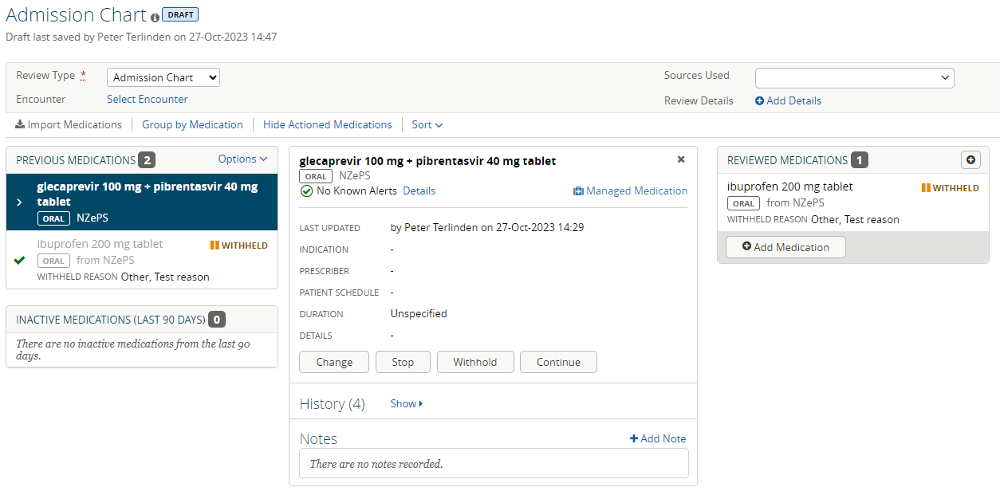 Admission Chart DRAFT
Draft last saved by Peter Terlinden on 27-Oct-2023 14:47
Review Type * Admission Chart
Sources Used
Encounter Select Encounter
Review Details Add Details
Import Medications Group by Medication Hide Actioned Medications Sort
PREVIOUS MEDICATIONS 2 Options
glecaprevir 100 mg + pibrentasvir 40 mg
tablet
ORAL NZePS
ibuprofen 200 mg tablet WITHHELD
ORAL from NZePS
WITHHELD REASON Other, Test reason
INACTIVE MEDICATIONS (LAST 90 DAYS) 0
There are no inactive medications from the last 90
days.
glecaprevir 100 mg + pibrentasvir 40 mg tablet
ORAL NZePS
No Known Alerts Details Managed Medication
LAST UPDATED by Peter Terlinden on 27-Oct-2023 14:29
INDICATION -
PRESCRIBER -
PATIENT SCHEDULE -
DURATION Unspecified
DETAILS -
Change Stop Withhold Continue
History (4) Show
Notes Add Note
There are no notes recorded.
REVIEWED MEDICATIONS 1
ibuprofen 200 mg tablet WITHHELD
ORAL from NZePS
WITHHELD REASON Other, Test reason
Add Medication